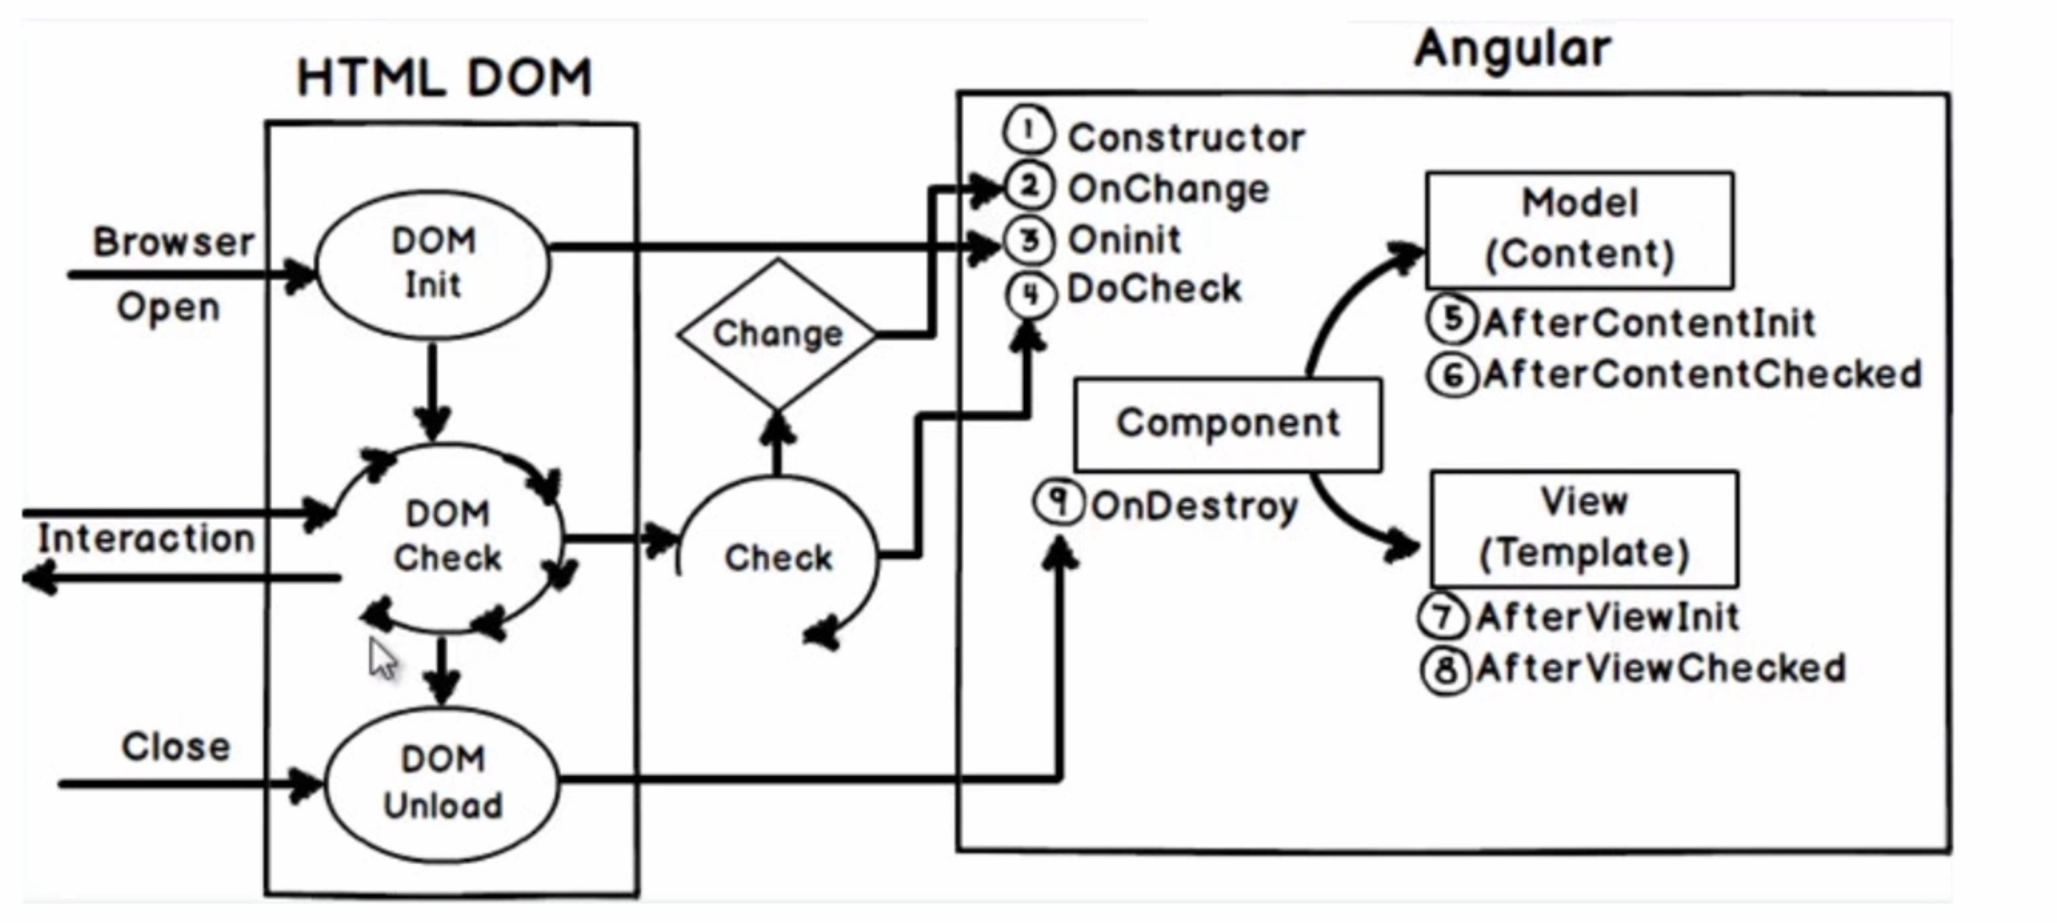 HTML DOM
Angular
Browser
Open
DOM
Init
Interaction
DOM
Check
Close
DOM
Unload
Change
Check
1 Constructor
2 OnChange
3 Oninit
4 DoCheck
Component
9 OnDestroy
Model
(Content)
5 AfterContentInit
6 AfterContentChecked
View
(Template)
7 AfterViewInit
8 AfterViewChecked